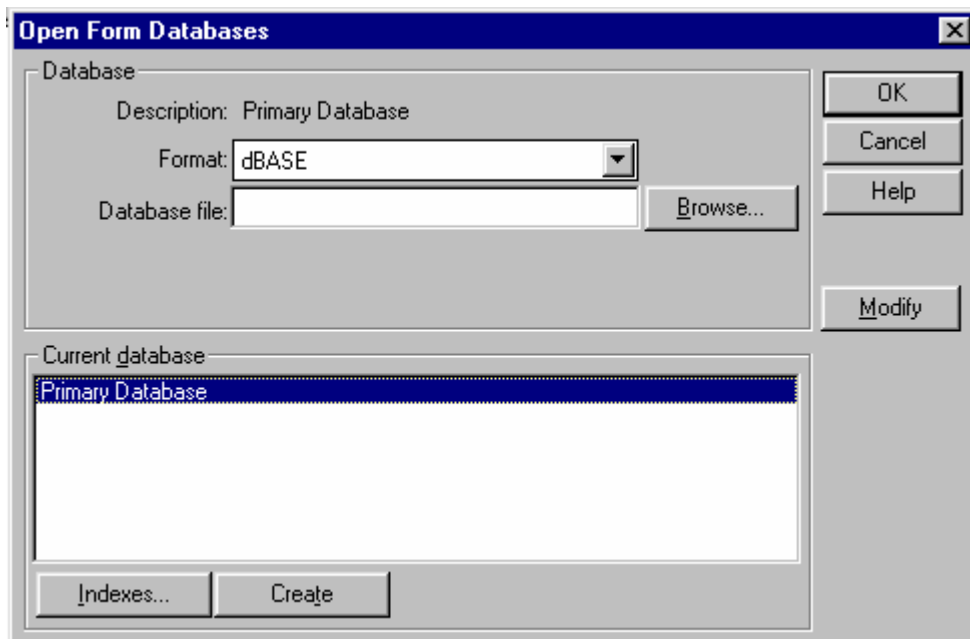 Open Form Databases
Database
Description: Primary Database
OK
Format: dBASE
Cancel
Database file:
Browse...
Help
Modify
Current database
Primary Database
Indexes...
Create